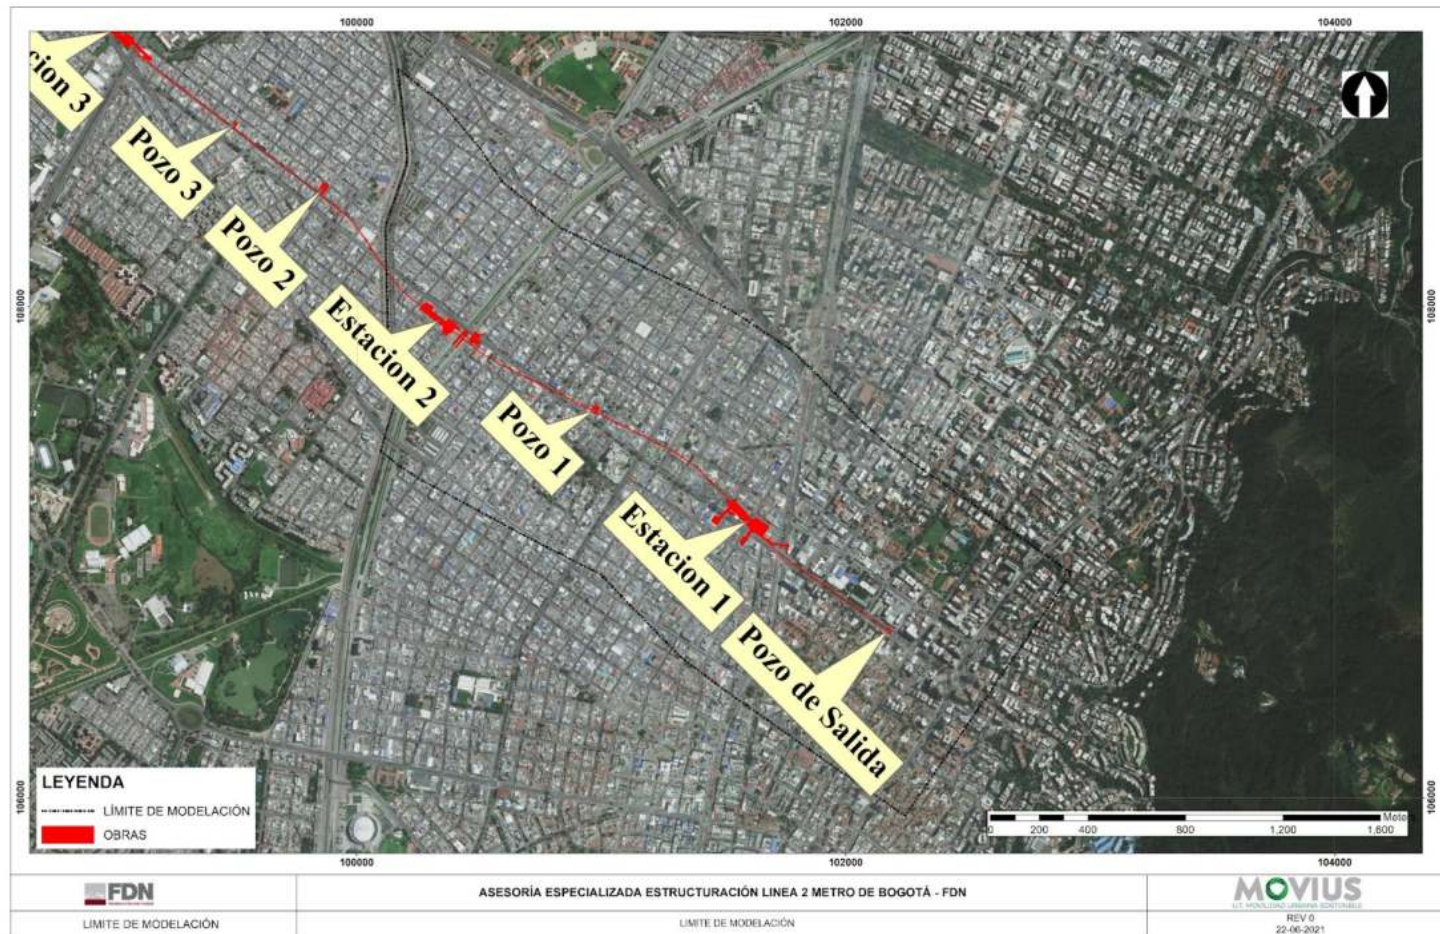 100000 102000 104000
cion 3
Pozo 3
Pozo 2
Estacion 2
Pozo 1
Estacion 1
Pozo de Salida
108000
108000
106000
106000
LEYENDA
LÍMITE DE MODELACIÓN
OBRAS
0 200 400 800 1,200 1,600
100000 102000 104000
FDN
LIMITE DE MODELACIÓN
ASESORÍA ESPECIALIZADA ESTRUCTURACIÓN LINEA 2 METRO DE BOGOTÁ - FDN
LIMITE DE MODELACIÓN
MOVIUS
U.T. MOVILIDAD URBANA SOSTENIBLE
REV 0
22-06-2021